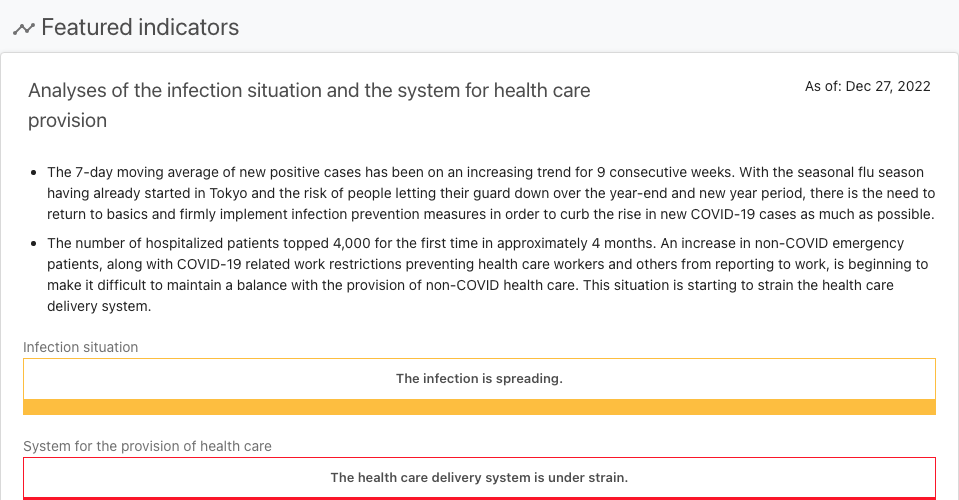 Featured indicators
Analyses of the infection situation and the system for health care
provision
As of: Dec 27, 2022
The 7-day moving average of new positive cases has been on an increasing trend for 9 consecutive weeks. With the seasonal flu season
having already started in Tokyo and the risk of people letting their guard down over the year-end and new year period, there is the need to
return to basics and firmly implement infection prevention measures in order to curb the rise in new COVID-19 cases as much as possible.
The number of hospitalized patients topped 4,000 for the first time in approximately 4 months. An increase in non-COVID emergency
patients, along with COVID-19 related work restrictions preventing health care workers and others from reporting to work, is beginning to
make it difficult to maintain a balance with the provision of non-COVID health care. This situation is starting to strain the health care
delivery system.
Infection situation
The infection is spreading.
System for the provision of health care
The health care delivery system is under strain.